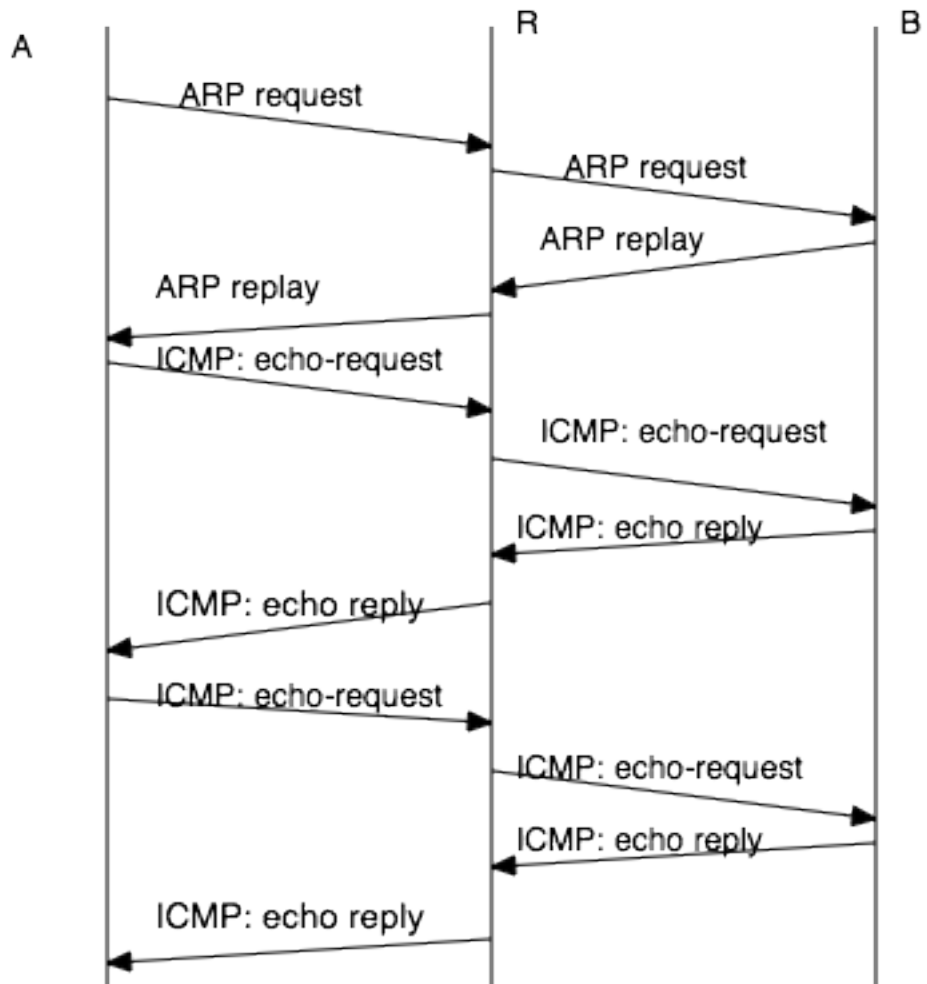 A
R
B
ARP request
ARP request
ARP replay
ARP replay
ICMP: echo-request
ICMP: echo-request
ICMP: echo reply
ICMP: echo reply
ICMP: echo-request
ICMP: echo-request
ICMP: echo reply
ICMP: echo reply